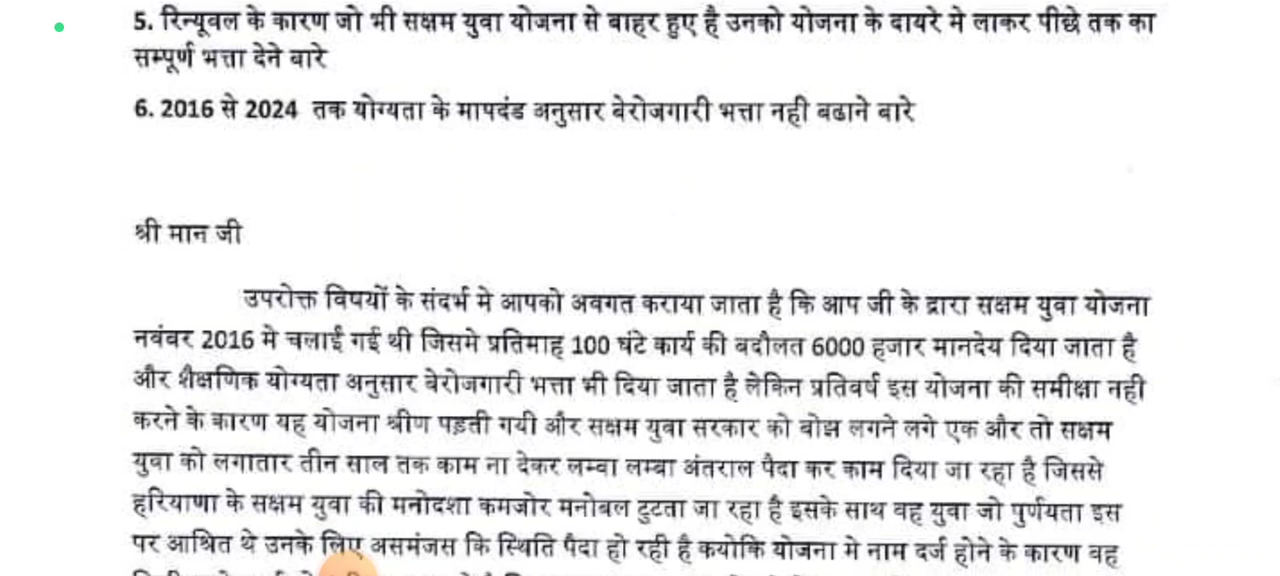 5. रिन्यूवल के कारण जो भी सक्षम युवा योजना से बाहर हुए है उनको योजना के दायरे मे लाकर पीछे तक का
सम्पूर्ण भत्ता देने बारे
6. 2016 से 2024 तक योग्यता के मापदंड अनुसार बेरोजगारी भत्ता नही बढाने बारे
श्री मान जी
उपरोक्त विषयों के संदर्भ मे आपको अवगत कराया जाता है कि आप जी के द्रारा सक्षम युवा योजना
नवंबर 2016 मे चलाई गई थी जिसमे प्रतिमाह 100 घंटे कार्य की बदौलत 6000 हजार मानदेय दिया जाता है
और शैक्षणिक योग्यता अनुसार बेरोजगारी भत्ता भी दिया जाता है लेकिन प्रतिवर्ष इस योजना की समीक्षा नही
करने के कारण यह योजना श्रीण पड़ती गयी और सक्षम युवा सरकार को बोझ लगने लगे एक और तो सक्षम
युवा को लगातार तीन साल तक काम ना देकर लम्बा लम्बा अंतराल पैदा कर काम दिया जा रहा है जिससे
हरियाणा के सक्षम युवा की मनोदशा कमजोर मनोबल टुटता जा रहा है इसके साथ वह युवा जो पुर्णयता इस
पर आश्रित थे उनके लिए असमंजस कि स्थिति पैदा हो रही है कयोकि योजना मे नाम दर्ज होने के कारण वह